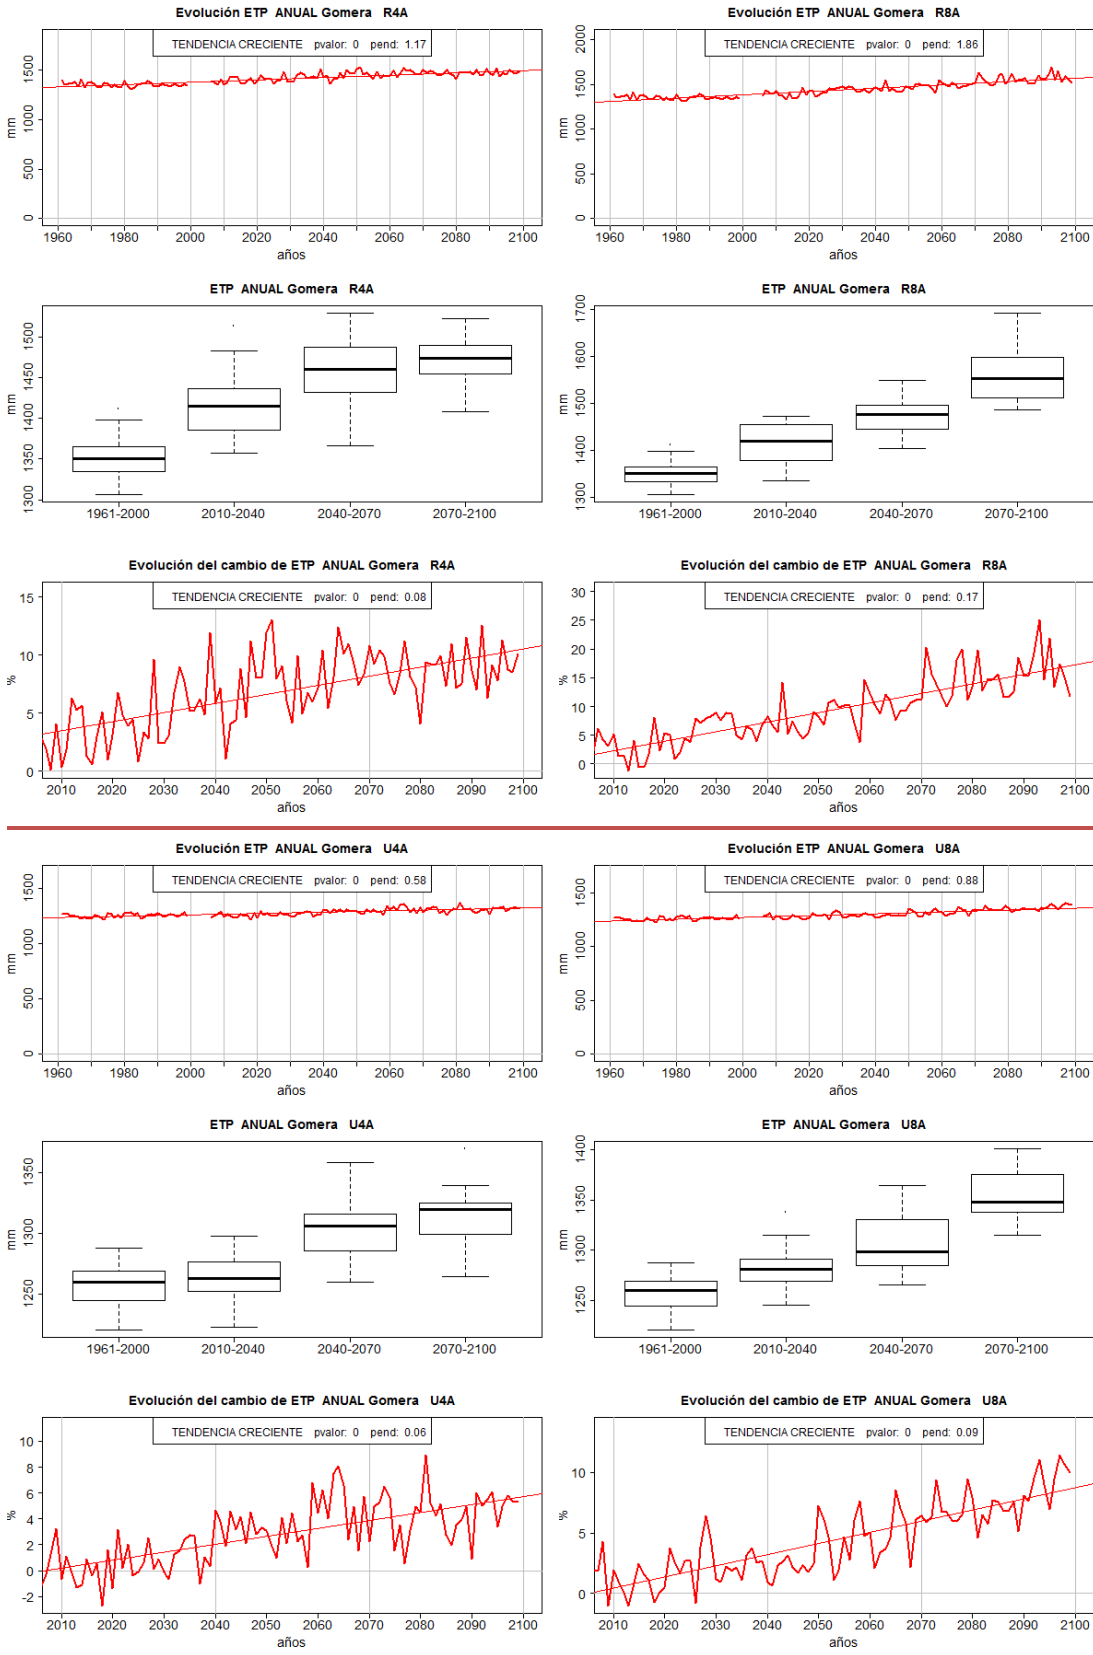 Evolución ETP ANUAL Gomera R4A
TENDENCIA CRECIENTE pvalor: 0 pend: 1.17
mm
0 500 1000 1500
1960 1980 2000 2020 2040 2060 2080 2100
años
Evolución ETP ANUAL Gomera R8A
TENDENCIA CRECIENTE pvalor: 0 pend: 1.86
mm
0 500 1000 1500 2000
1960 1980 2000 2020 2040 2060 2080 2100
años
ETP ANUAL Gomera R4A
mm
1300 1350 1400 1450 1500
1961-2000 2010-2040 2040-2070 2070-2100
ETP ANUAL Gomera R8A
mm
1300 1400 1500 1600 1700
1961-2000 2010-2040 2040-2070 2070-2100
Evolución del cambio de ETP ANUAL Gomera R4A
TENDENCIA CRECIENTE pvalor: 0 pend: 0.08
%
15
10
5
0
2010 2020 2030 2040 2050 2060 2070 2080 2090 2100
años
Evolución del cambio de ETP ANUAL Gomera R8A
TENDENCIA CRECIENTE pvalor: 0 pend: 0.17
%
30
25
20
15
10
5
0
2010 2020 2030 2040 2050 2060 2070 2080 2090 2100
años
Evolución ETP ANUAL Gomera U4A
TENDENCIA CRECIENTE pvalor: 0 pend: 0.58
mm
0 500 1000 1500
1960 1980 2000 2020 2040 2060 2080 2100
años
Evolución ETP ANUAL Gomera U8A
TENDENCIA CRECIENTE pvalor: 0 pend: 0.88
mm
0 500 1000 1500
1960 1980 2000 2020 2040 2060 2080 2100
años
ETP ANUAL Gomera U4A
mm
1250 1300 1350
1961-2000 2010-2040 2040-2070 2070-2100
ETP ANUAL Gomera U8A
mm
1250 1300 1350 1400
1961-2000 2010-2040 2040-2070 2070-2100
Evolución del cambio de ETP ANUAL Gomera U4A
TENDENCIA CRECIENTE pvalor: 0 pend: 0.06
%
10
8
6
4
2
0
-2
2010 2020 2030 2040 2050 2060 2070 2080 2090 2100
años
Evolución del cambio de ETP ANUAL Gomera U8A
TENDENCIA CRECIENTE pvalor: 0 pend: 0.09
%
10
5
0
2010 2020 2030 2040 2050 2060 2070 2080 2090 2100
años